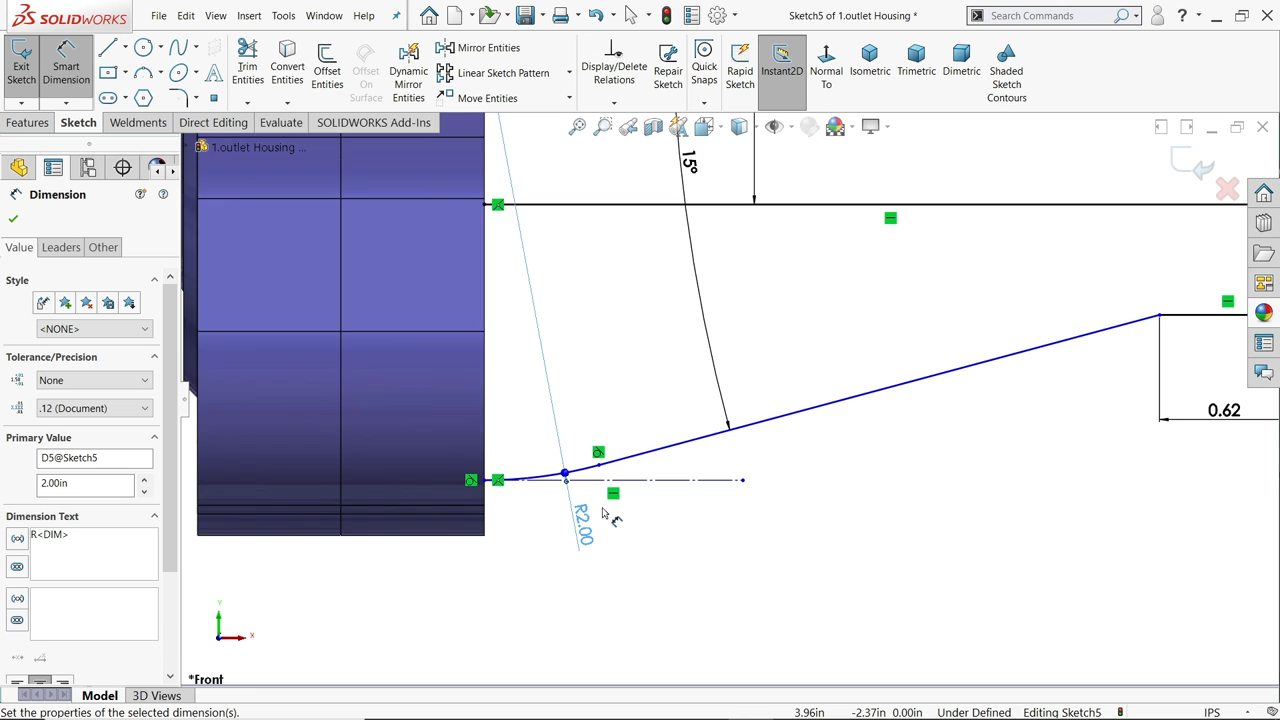 SOLIDWORKS File Edit View Insert Tools Window Sketch5 of 1.outlet Housing * Search Commands ?
Exit Sketch
Smart Dimension
Trim Entities
Convert Entities
Offset Entities
Offset On Surface
Dynamic Mirror Entities
Mirror Entities
Linear Sketch Pattern
Move Entities
Display/Delete Relations
Repair Sketch
Quick Snaps
Rapid Sketch
Instant2D
Normal To
Isometric
Trimetric
Dimetric
Shaded Sketch Contours
Features Sketch Weldments Direct Editing Evaluate SOLIDWORKS Add-Ins
1.outlet Housing ...
Dimension
Value Leaders Other
Style
<NONE>
Tolerance/Precision
None
.12 (Document)
Primary Value
D5@Sketch5
2.00in
Dimension Text
R<DIM>
15°
0.62
R2.00
Y
X
*Front
Model 3D Views
Set the properties of the selected dimension(s). 3.96in -2.37in 0.00in Under Defined Editing Sketch5 IPS